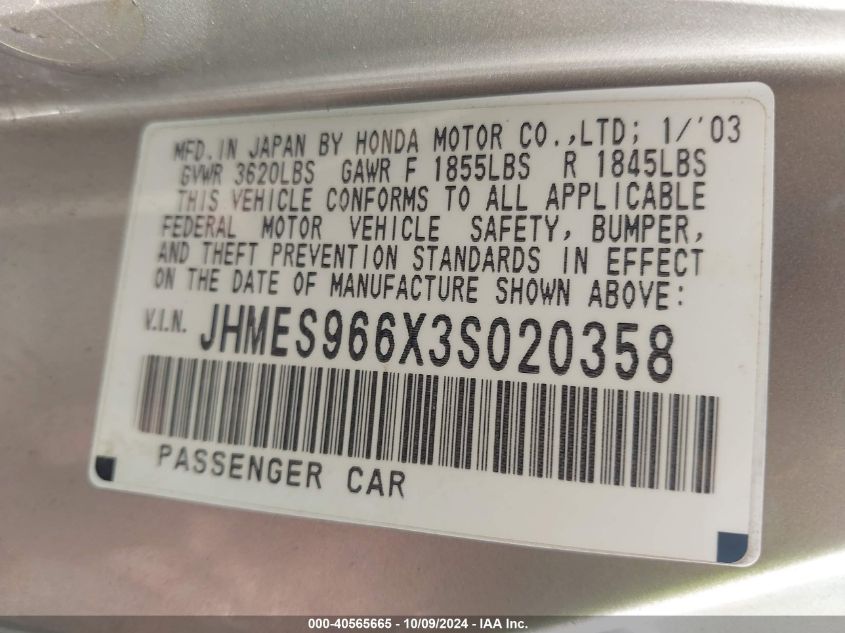 MFD. IN JAPAN BY HONDA MOTOR CO.,LTD; 1/'03
GVWR 3620LBS GAWR F 1855LBS R 1845LBS
THIS VEHICLE CONFORMS TO ALL APPLICABLE
FEDERAL MOTOR VEHICLE SAFETY, BUMPER,
AND THEFT PREVENTION STANDARDS IN EFFECT
ON THE DATE OF MANUFACTURE SHOWN ABOVE:
V.I.N. JHMES966X3S020358
PASSENGER CAR
000-40565665 - 10/09/2024 - IAA Inc.